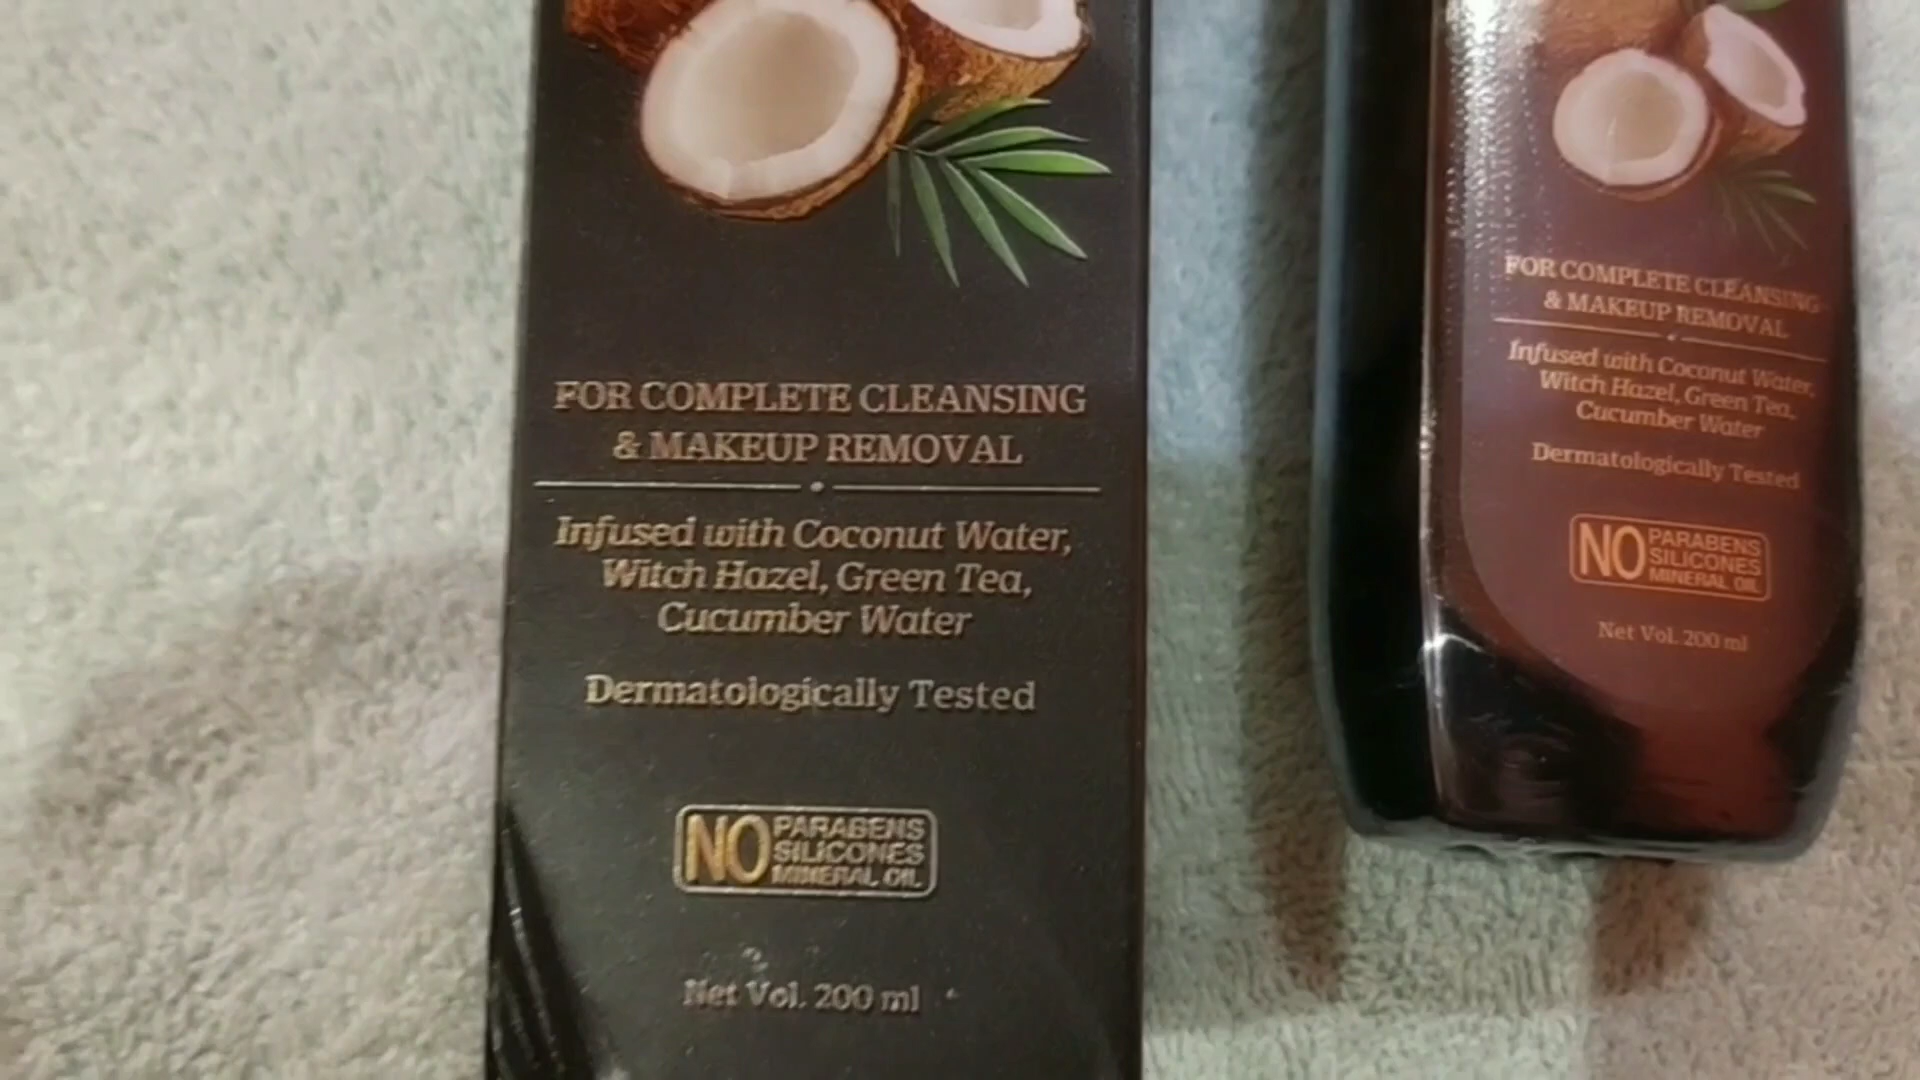 FOR COMPLETE CLEANSING
& MAKEUP REMOVAL
Infused with Coconut Water,
Witch Hazel, Green Tea,
Cucumber Water
Dermatologically Tested
NO PARABENS
SILICONES
MINERAL OIL
Net Vol. 200 ml
FOR COMPLETE CLEANSING
& MAKEUP REMOVAL
Infused with Coconut Water,
Witch Hazel, Green Tea,
Cucumber Water
Dermatologically Tested
NO PARABENS
SILICONES
MINERAL OIL
Net Vol. 200 ml